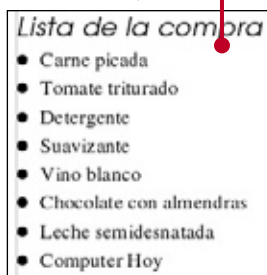 Lista de la compra
● Carne picada
● Tomate triturado
● Detergente
● Suavizante
● Vino blanco
● Chocolate con almendras
● Leche semidesnatada
● Computer Hoy